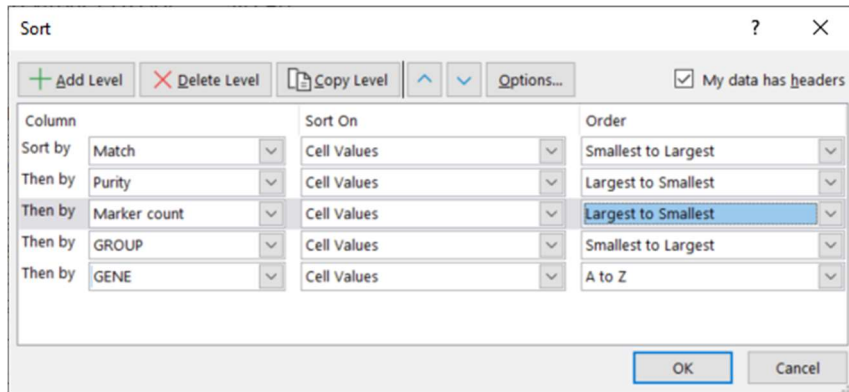 Sort ?
Add Level Delete Level Copy Level Options... My data has headers
Column Sort On Order
Sort by Match Cell Values Smallest to Largest
Then by Purity Cell Values Largest to Smallest
Then by Marker count Cell Values Largest to Smallest
Then by GROUP Cell Values Smallest to Largest
Then by GENE Cell Values A to Z
OK Cancel